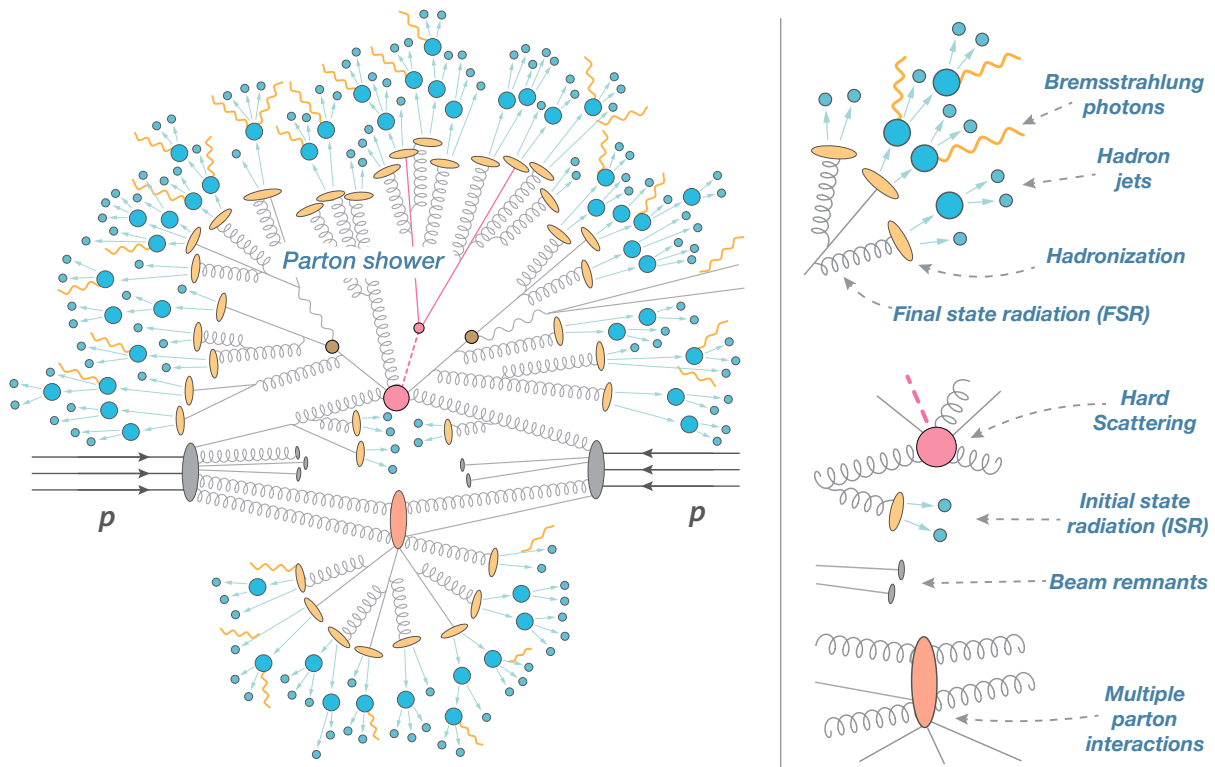 Parton shower
p
p
Bremsstrahlung
photons
Hadron
jets
Hadronization
Final state radiation (FSR)
Hard
Scattering
Initial state
radiation (ISR)
Beam remnants
Multiple
parton
interactions